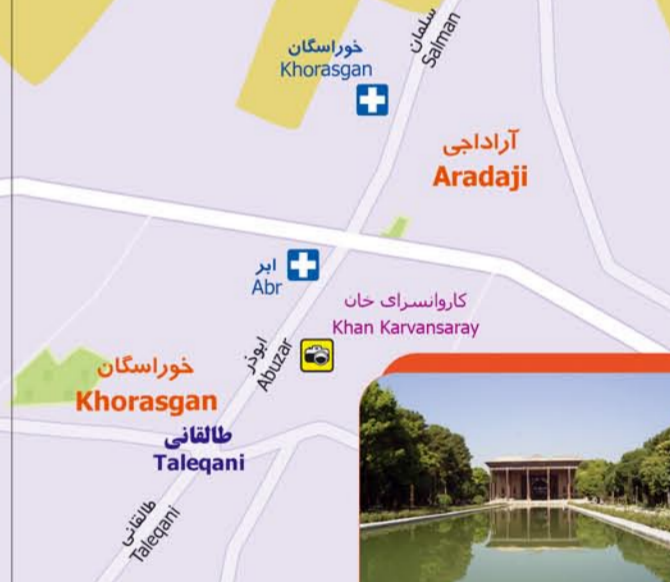 سلمان
Salman
خوراسگان
Khorasgan
آراداجی
Aradaji
ابر
Abr
کاروانسرای خان
Khan Karvansaray
ابوذر
Abuzar
خوراسگان
Khorasgan
طالقانی
Taleqani
طالقانی
Taleqani